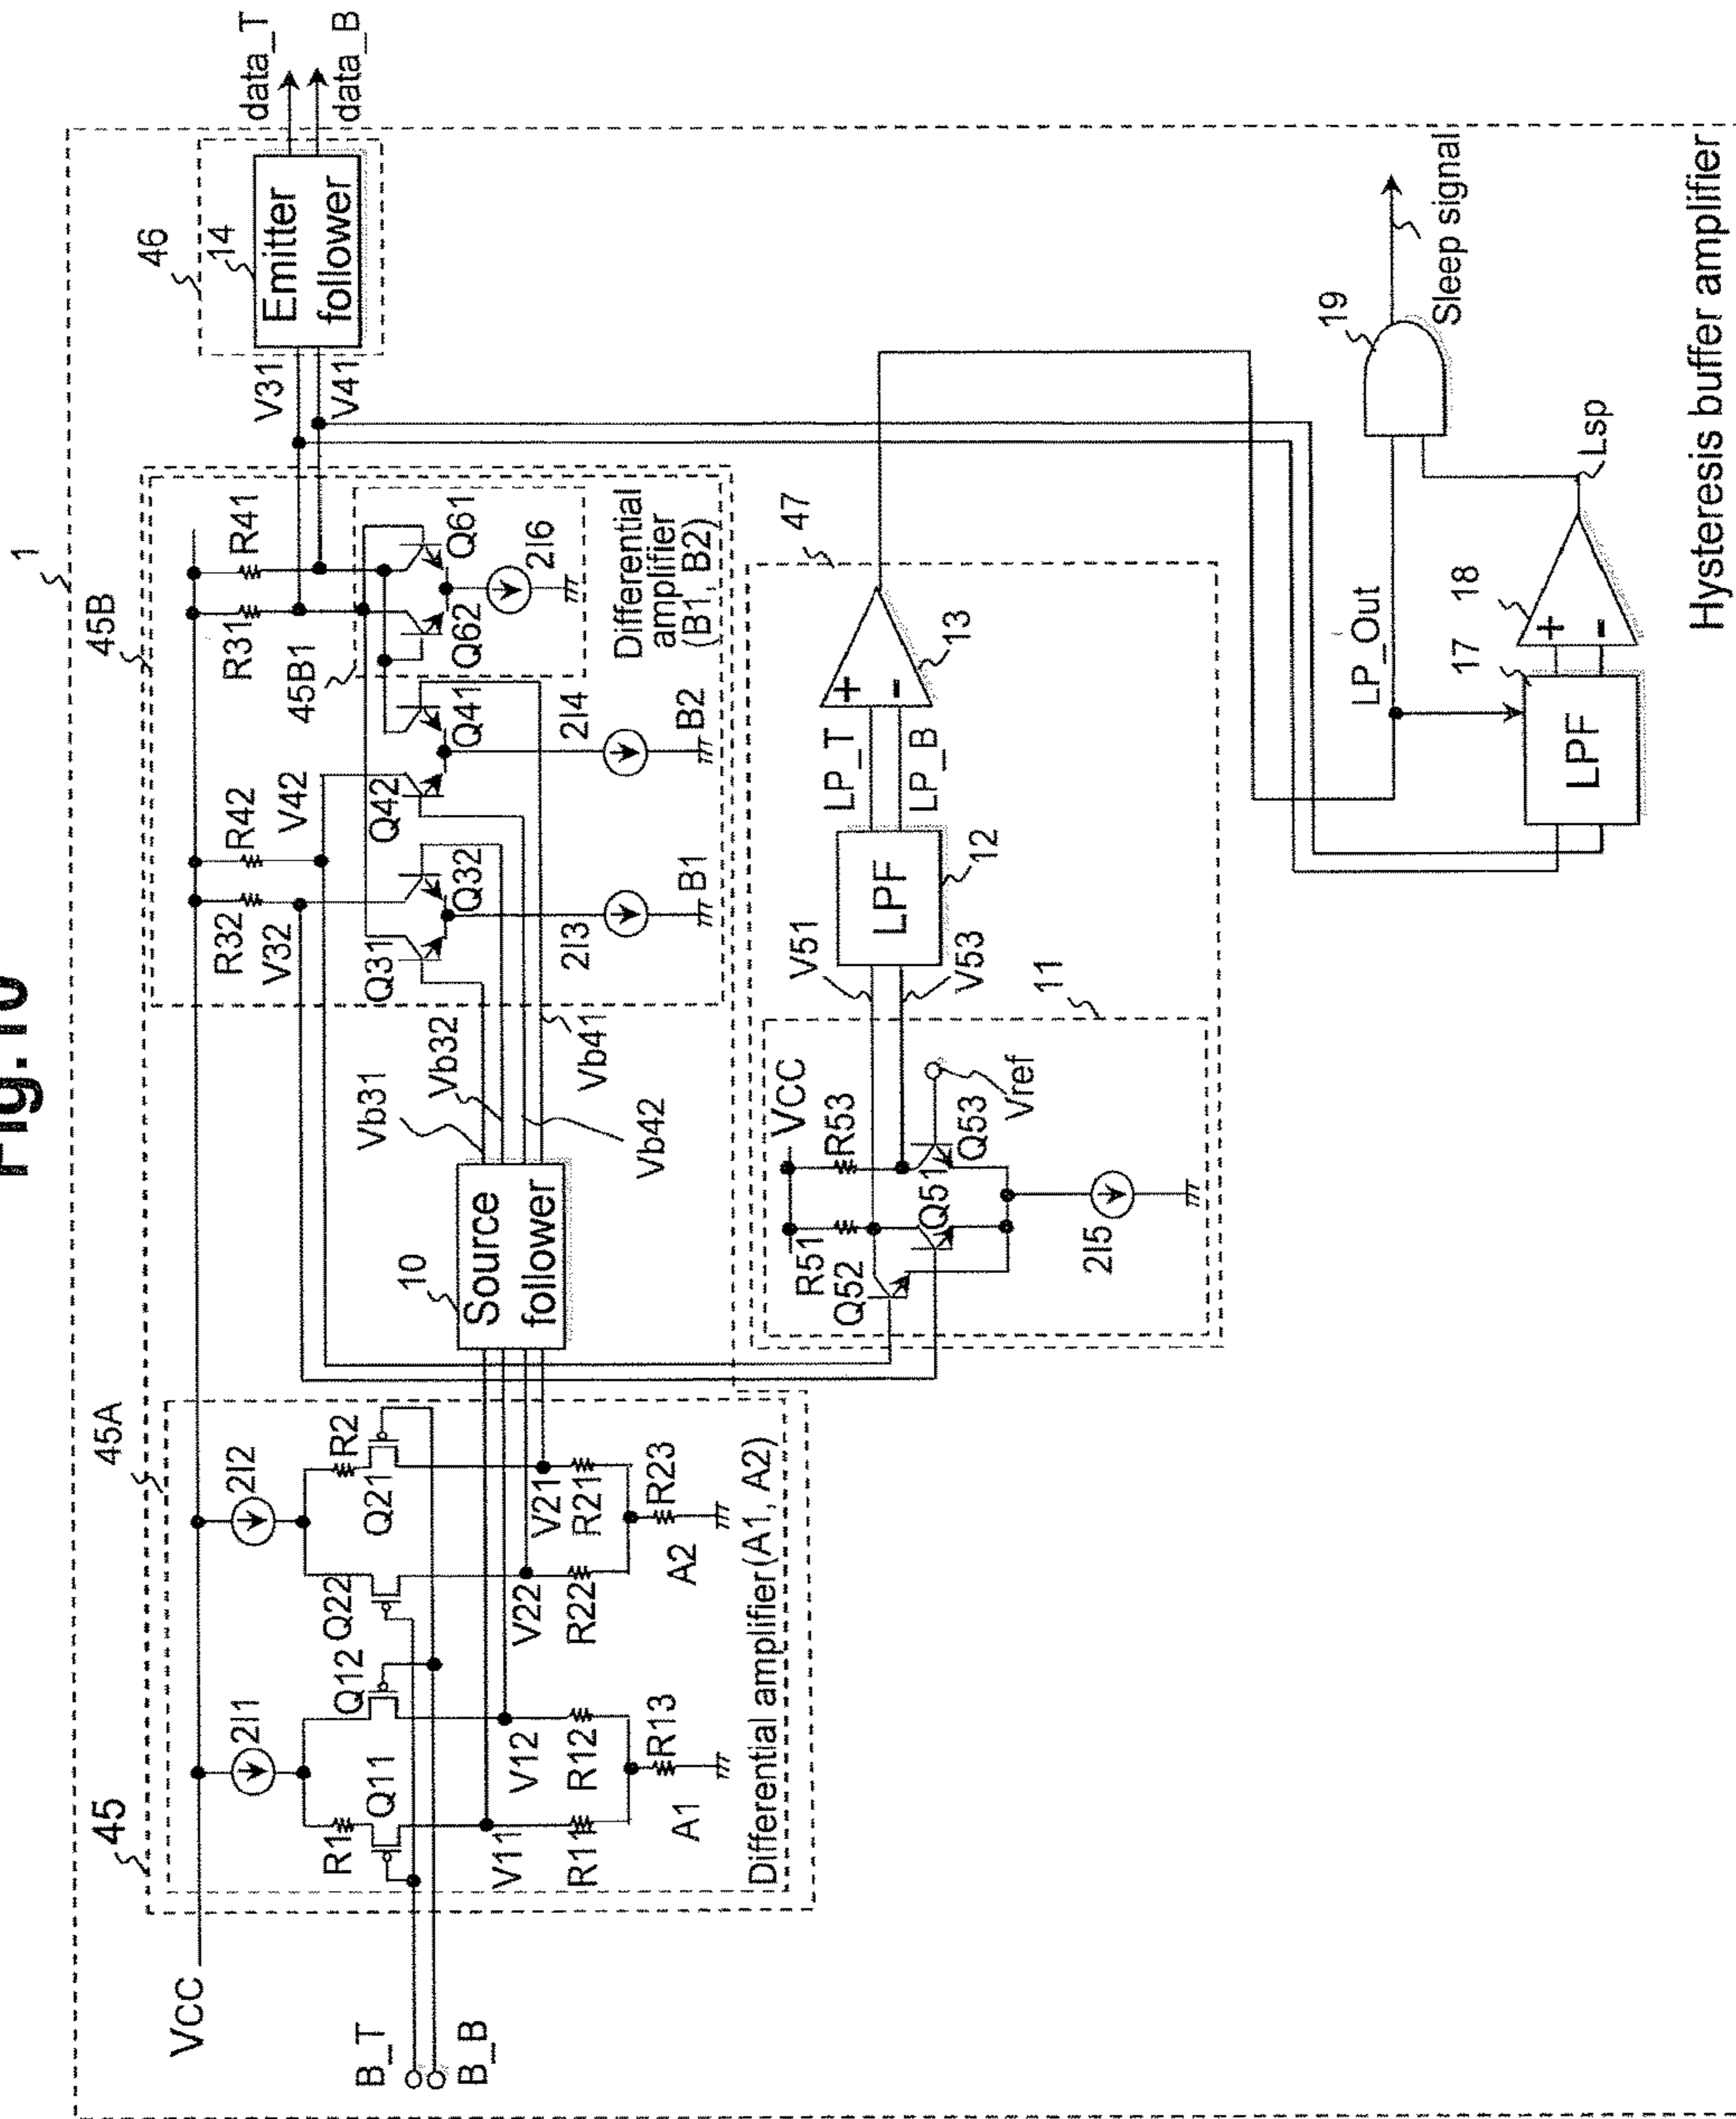 Fig.10
1
45
45A
45B
46
VCC
2I1
2I2
R1
Q11
Q12
Q22
Q21
R2
V11
V12
V22
V21
R11
R12
R22
R21
R13
R23
A1
A2
Differential amplifier(A1, A2)
B_T
B_B
10
Source
follower
Vb31
Vb32
Vb42
Vb41
R32
R42
V32
V42
R31
R41
45B1
Q31
Q32
Q42
Q41
Q62
Q61
2I3
2I4
2I6
B1
B2
Differential
amplifier
(B1, B2)
V31
V41
14
Emitter
follower
data_T
data_B
47
11
VCC
R51
R53
Q52
Q51
Q53
Vref
2I5
V51
V53
LPF
12
LP_T
LP_B
+
-
13
LP_Out
17
LPF
+
-
18
Lsp
19
Sleep signal
Hysteresis buffer amplifier